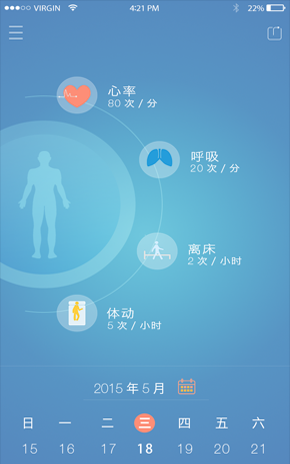 VIRGIN 4:21 PM 22%
心率
80 次 / 分
呼吸
20 次 / 分
离床
2 次 / 小时
体动
5 次 / 小时
2015 年 5 月
日 一 二 三 四 五 六
15 16 17 18 19 20 21